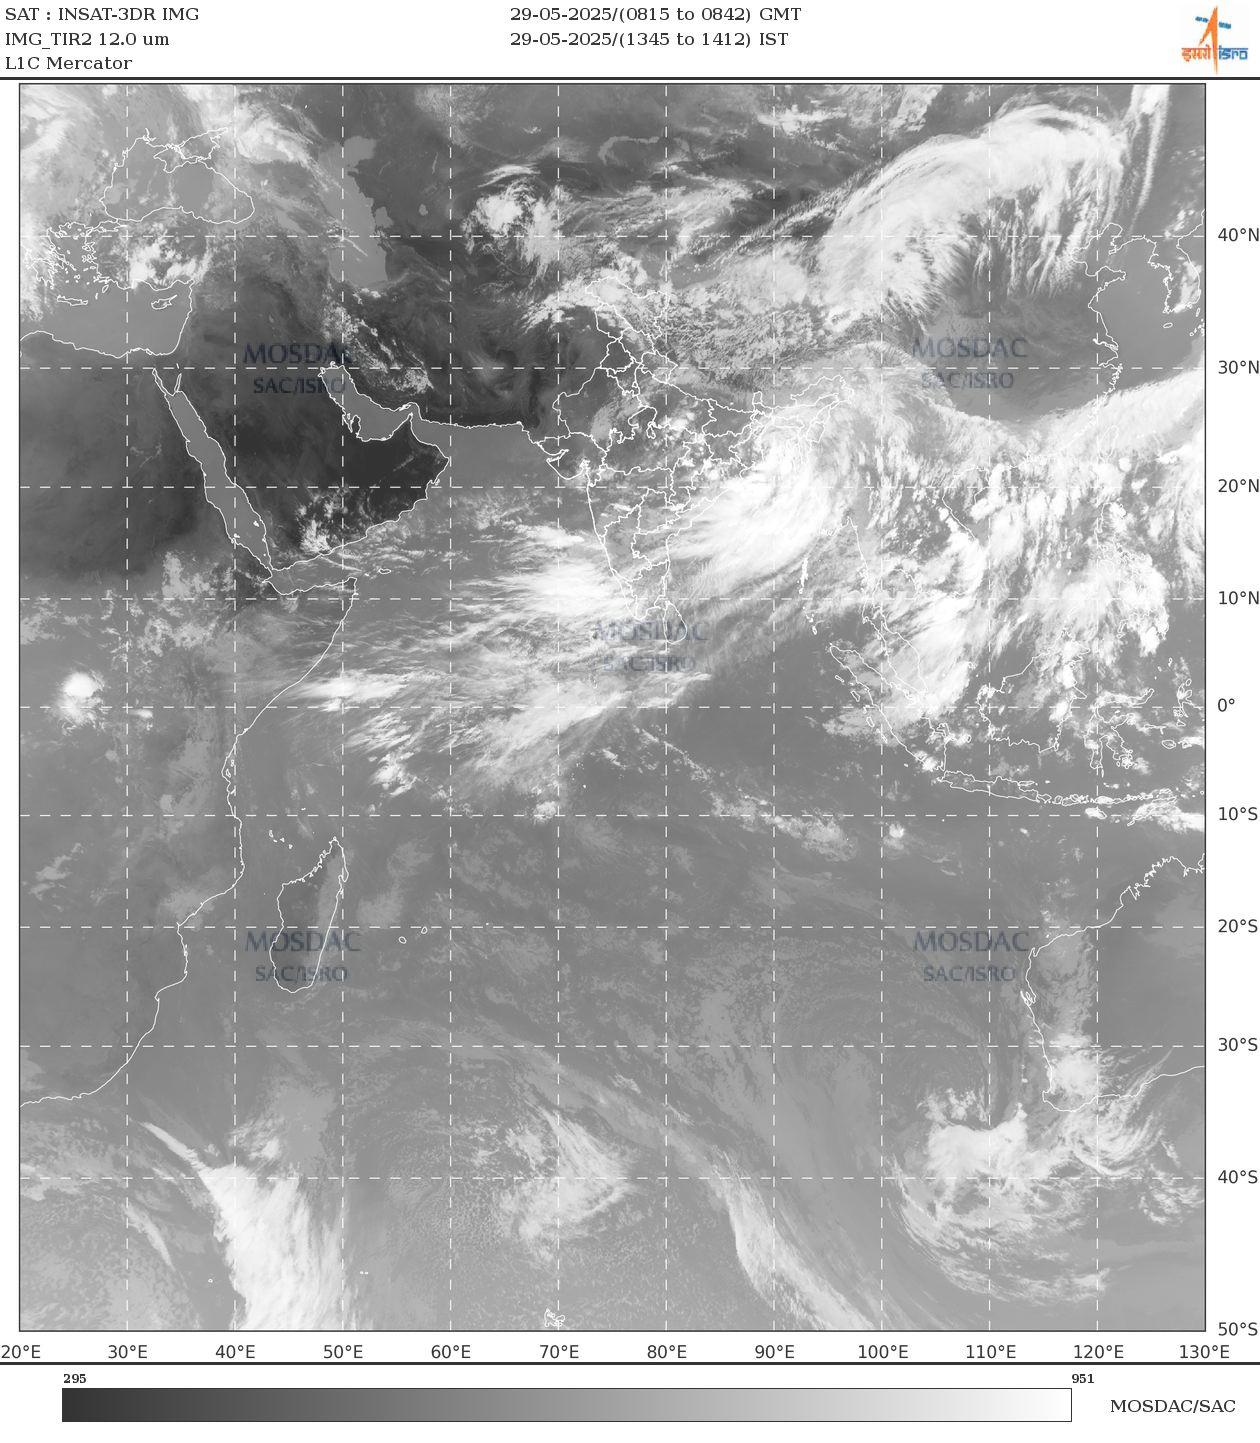 SAT : INSAT-3DR IMG
IMG_TIR2 12.0 um
L1C Mercator
29-05-2025/(0815 to 0842) GMT
29-05-2025/(1345 to 1412) IST
इसरो isro
MOSDAC
SAC/ISRO
MOSDAC
SAC/ISRO
MOSDAC
SAC/ISRO
MOSDAC
SAC/ISRO
MOSDAC
SAC/ISRO
40°N
30°N
20°N
10°N
0°
10°S
20°S
30°S
40°S
50°S
20°E 30°E 40°E 50°E 60°E 70°E 80°E 90°E 100°E 110°E 120°E 130°E
295 951
MOSDAC/SAC